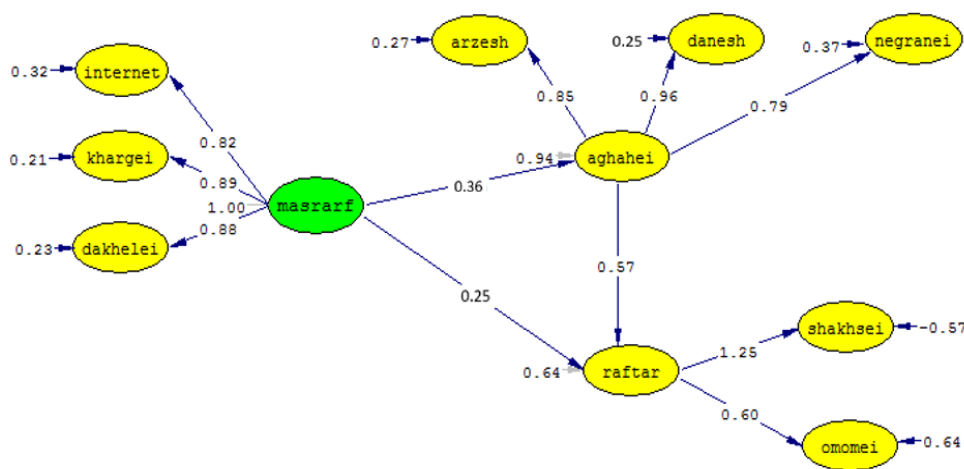 0.27 arzesh
0.25 danesh
0.37 negranei
0.32 internet
0.85
0.96
0.79
0.82
0.21 khargei
0.94 aghahei
0.89
0.36
1.00 masrarf
0.88
0.23 dakhelei
0.57
0.25
shakhsei -0.57
1.25
0.64 raftar
0.60
omomei 0.64